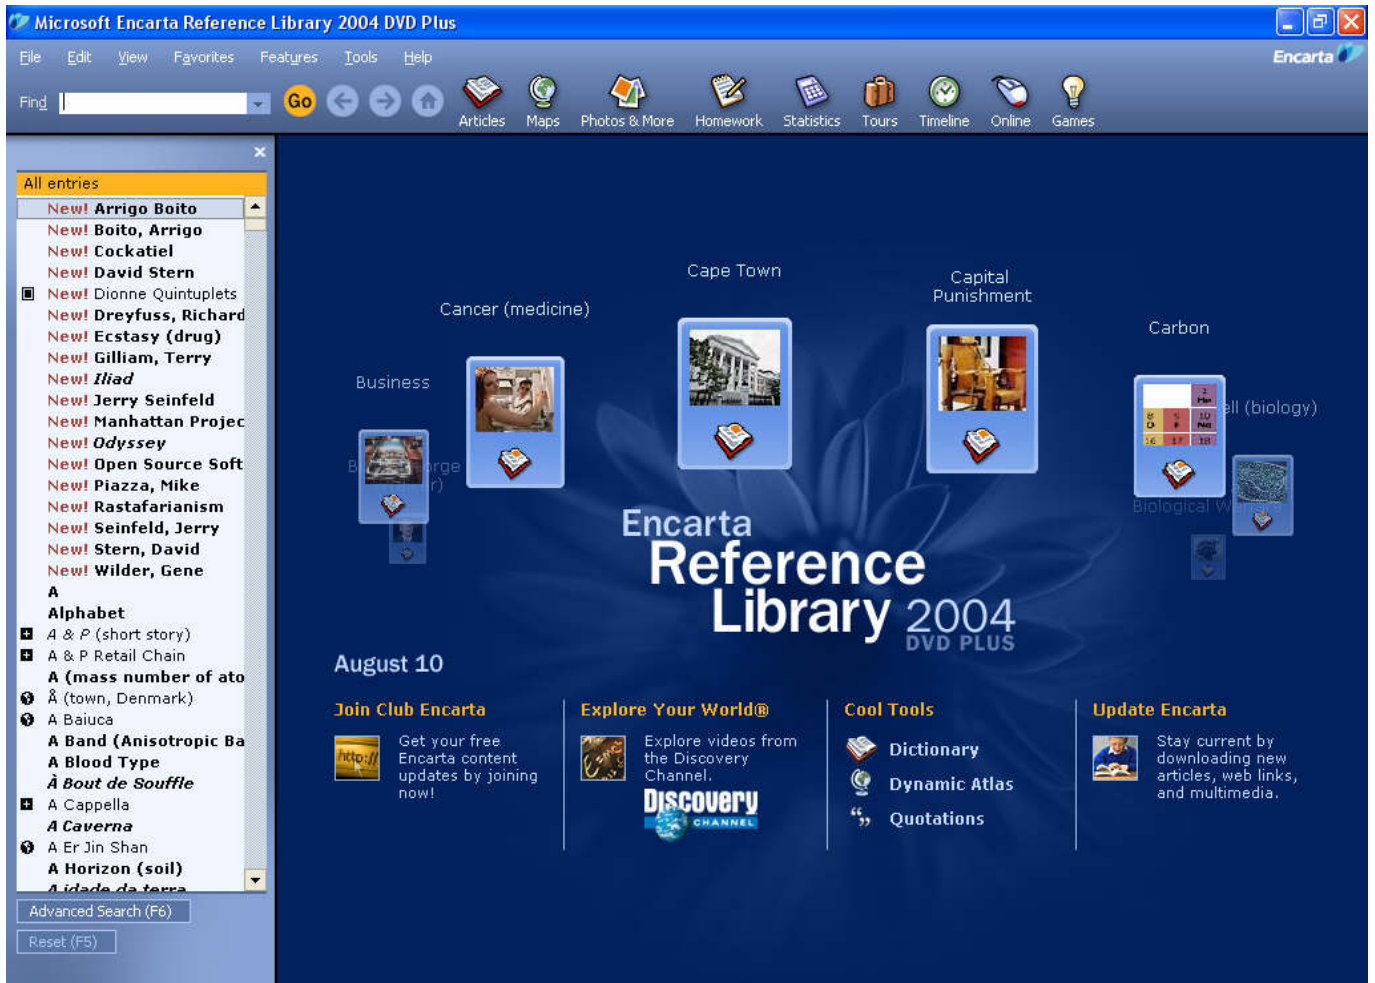 Microsoft Encarta Reference Library 2004 DVD Plus
File Edit View Favorites Features Tools Help
Encarta
Find
Go
Articles Maps Photos & More Homework Statistics Tours Timeline Online Games
All entries
New! Arrigo Boito
New! Boito, Arrigo
New! Cockatiel
New! David Stern
New! Dionne Quintuplets
New! Dreyfuss, Richard
New! Ecstasy (drug)
New! Gilliam, Terry
New! Iliad
New! Jerry Seinfeld
New! Manhattan Projec
New! Odyssey
New! Open Source Soft
New! Piazza, Mike
New! Rastafarianism
New! Seinfeld, Jerry
New! Stern, David
New! Wilder, Gene
A
Alphabet
A & P (short story)
A & P Retail Chain
A (mass number of ato
Å (town, Denmark)
A Baiuca
A Band (Anisotropic Ba
A Blood Type
À Bout de Souffle
A Cappella
A Caverna
A Er Jin Shan
A Horizon (soil)
A idade da terra
Advanced Search (F6)
Reset (F5)
Business
Cancer (medicine)
Cape Town
Capital
Punishment
Carbon
ell (biology)
Biological W
Encarta
Reference
Library 2004
DVD PLUS
August 10
Join Club Encarta
Get your free
Encarta content
updates by joining
now!
http://
Explore Your World®
Explore videos from
the Discovery
Channel.
Discovery
CHANNEL
Cool Tools
Dictionary
Dynamic Atlas
Quotations
Update Encarta
Stay current by
downloading new
articles, web links,
and multimedia.